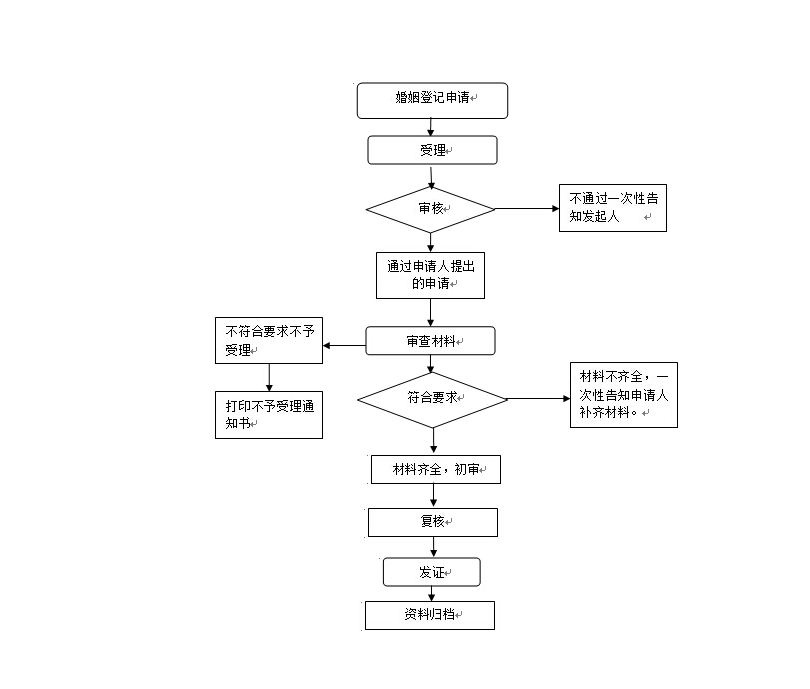 婚姻登记申请
受理
审核
不通过一次性告
知发起人
通过申请人提出
的申请
不符合要求不予
受理
审查材料
打印不予受理通
知书
符合要求
材料不齐全，一
次性告知申请人
补齐材料。
材料齐全，初审
复核
发证
资料归档